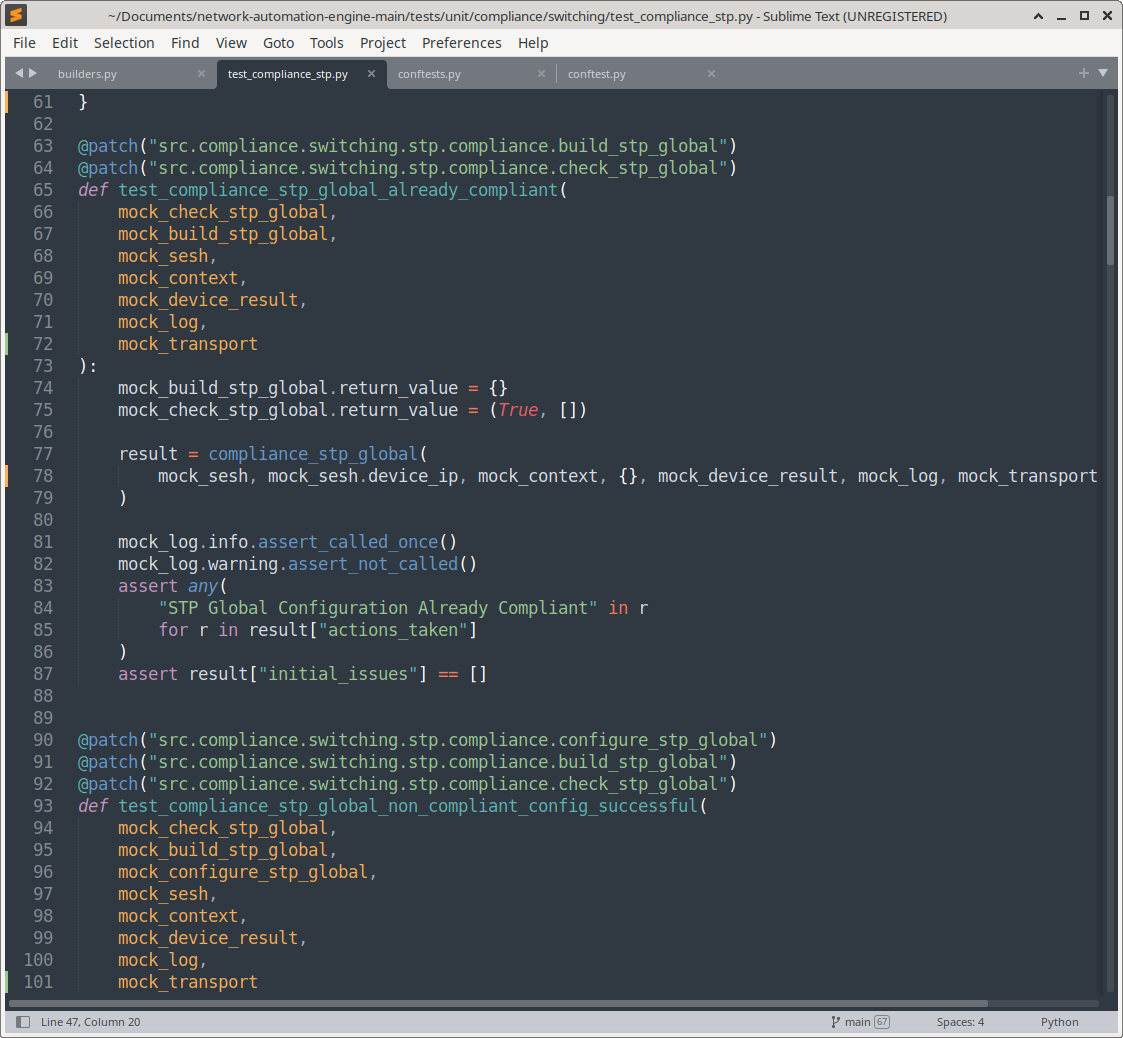 ~/Documents/network-automation-engine-main/tests/unit/compliance/switching/test_compliance_stp.py - Sublime Text (UNREGISTERED)
File Edit Selection Find View Goto Tools Project Preferences Help
builders.py × test_compliance_stp.py × conftests.py × conftest.py ×
61 }
62
63 @patch("src.compliance.switching.stp.compliance.build_stp_global")
64 @patch("src.compliance.switching.stp.compliance.check_stp_global")
65 def test_compliance_stp_global_already_compliant(
66     mock_check_stp_global,
67     mock_build_stp_global,
68     mock_sesh,
69     mock_context,
70     mock_device_result,
71     mock_log,
72     mock_transport
73 ):
74     mock_build_stp_global.return_value = {}
75     mock_check_stp_global.return_value = (True, [])
76
77     result = compliance_stp_global(
78         mock_sesh, mock_sesh.device_ip, mock_context, {}, mock_device_result, mock_log, mock_transport
79     )
80
81     mock_log.info.assert_called_once()
82     mock_log.warning.assert_not_called()
83     assert any(
84         "STP Global Configuration Already Compliant" in r
85         for r in result["actions_taken"]
86     )
87     assert result["initial_issues"] == []
88
89
90 @patch("src.compliance.switching.stp.compliance.configure_stp_global")
91 @patch("src.compliance.switching.stp.compliance.build_stp_global")
92 @patch("src.compliance.switching.stp.compliance.check_stp_global")
93 def test_compliance_stp_global_non_compliant_config_successful(
94     mock_check_stp_global,
95     mock_build_stp_global,
96     mock_configure_stp_global,
97     mock_sesh,
98     mock_context,
99     mock_device_result,
100     mock_log,
101     mock_transport
Line 47, Column 20 main 67 Spaces: 4 Python